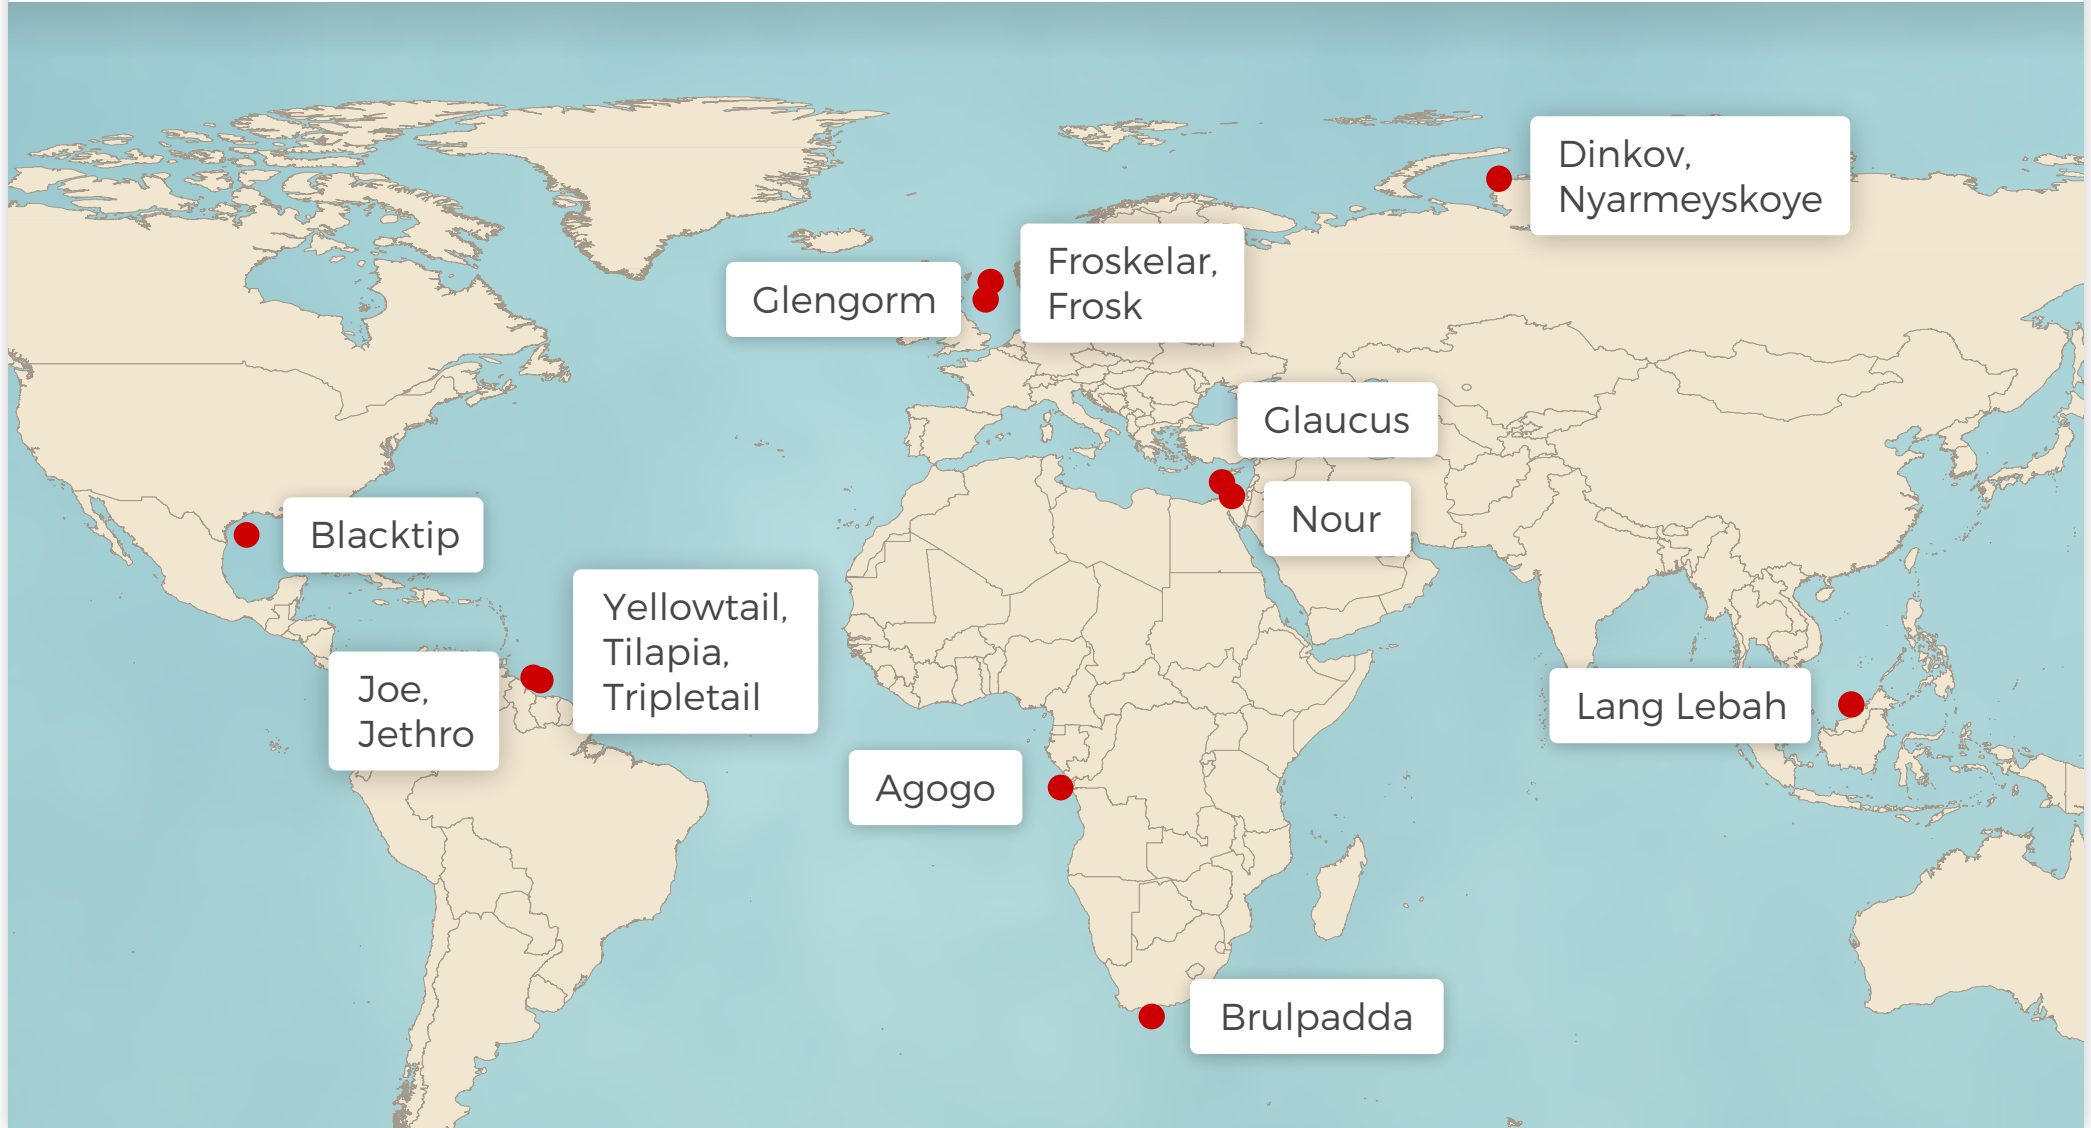 Dinkov,
Nyarmeyskoye
Froskelar,
Frosk
Glengorm
Glaucus
Nour
Blacktip
Yellowtail,
Tilapia,
Tripletail
Joe,
Jethro
Lang Lebah
Agogo
Brulpadda